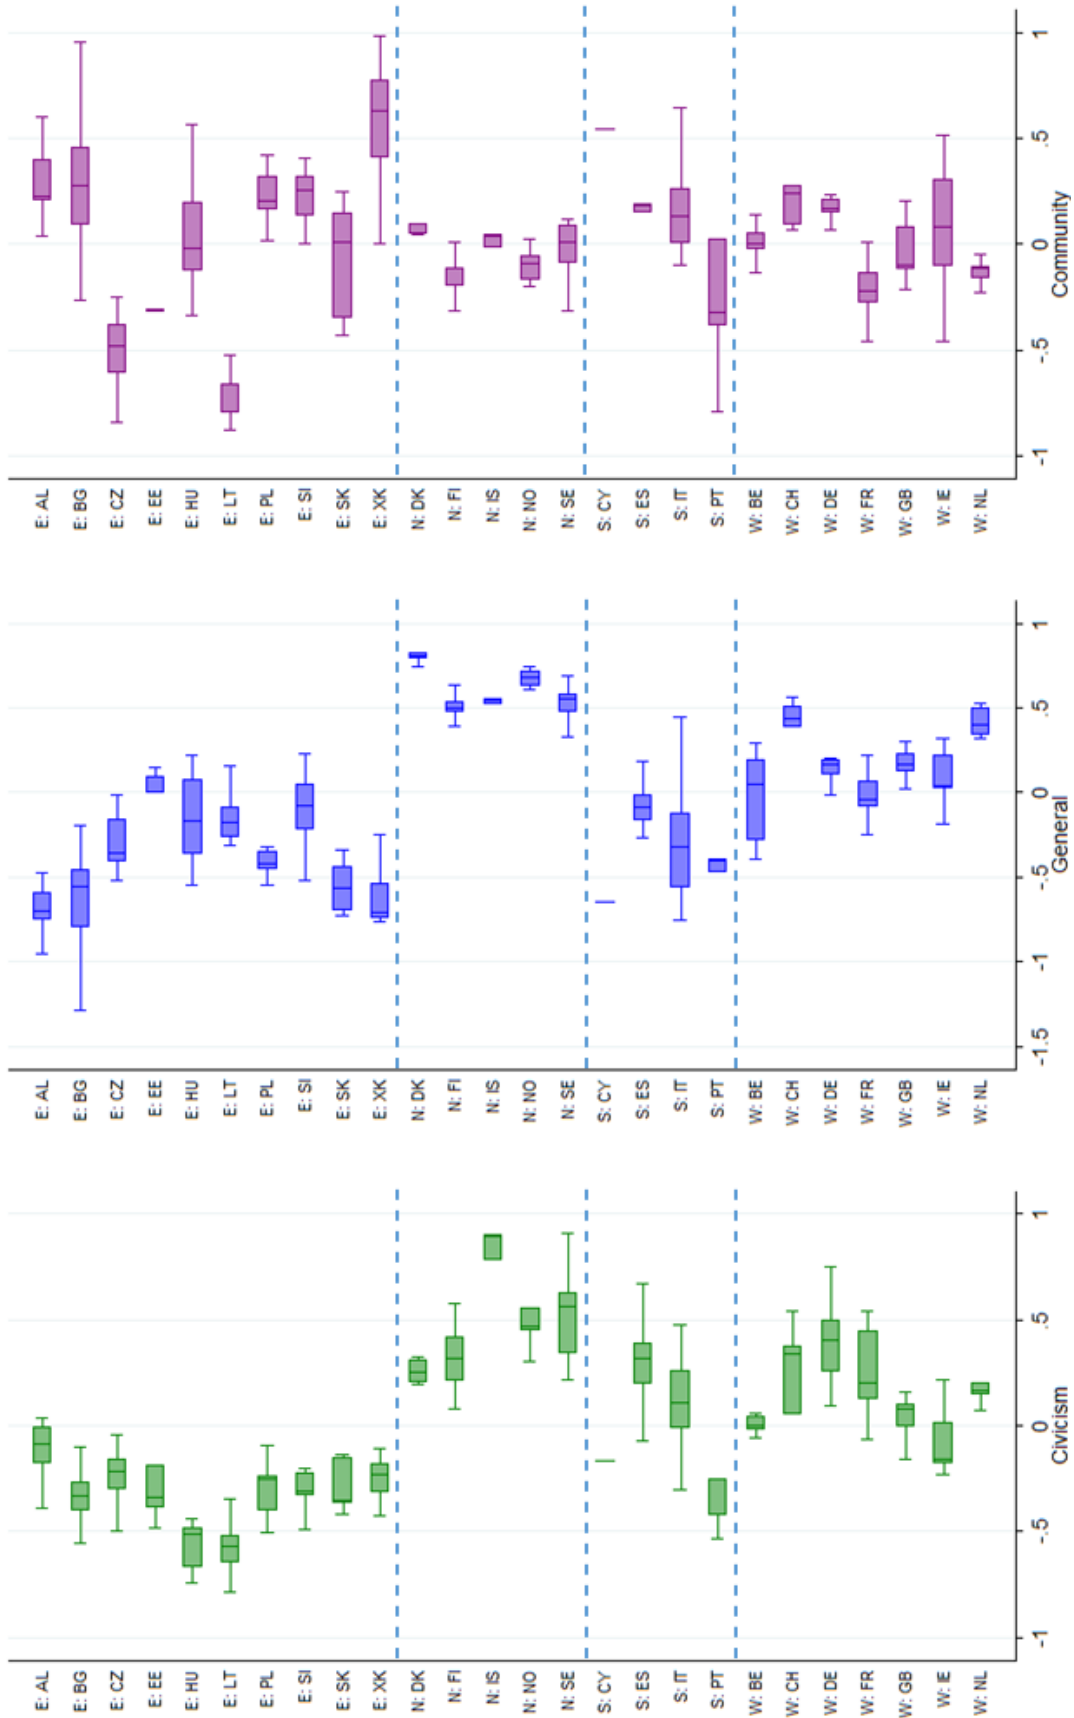 E: AL
E: BG
E: CZ
E: EE
E: HU
E: LT
E: PL
E: SI
E: SK
E: XK
N: DK
N: FI
N: IS
N: NO
N: SE
S: CY
S: ES
S: IT
S: PT
W: BE
W: CH
W: DE
W: FR
W: GB
W: IE
W: NL
-1 -.5 0 .5 1
Civicism
E: AL
E: BG
E: CZ
E: EE
E: HU
E: LT
E: PL
E: SI
E: SK
E: XK
N: DK
N: FI
N: IS
N: NO
N: SE
S: CY
S: ES
S: IT
S: PT
W: BE
W: CH
W: DE
W: FR
W: GB
W: IE
W: NL
-1.5 -1 -.5 0 .5 1
General
E: AL
E: BG
E: CZ
E: EE
E: HU
E: LT
E: PL
E: SI
E: SK
E: XK
N: DK
N: FI
N: IS
N: NO
N: SE
S: CY
S: ES
S: IT
S: PT
W: BE
W: CH
W: DE
W: FR
W: GB
W: IE
W: NL
-1 -.5 0 .5 1
Community